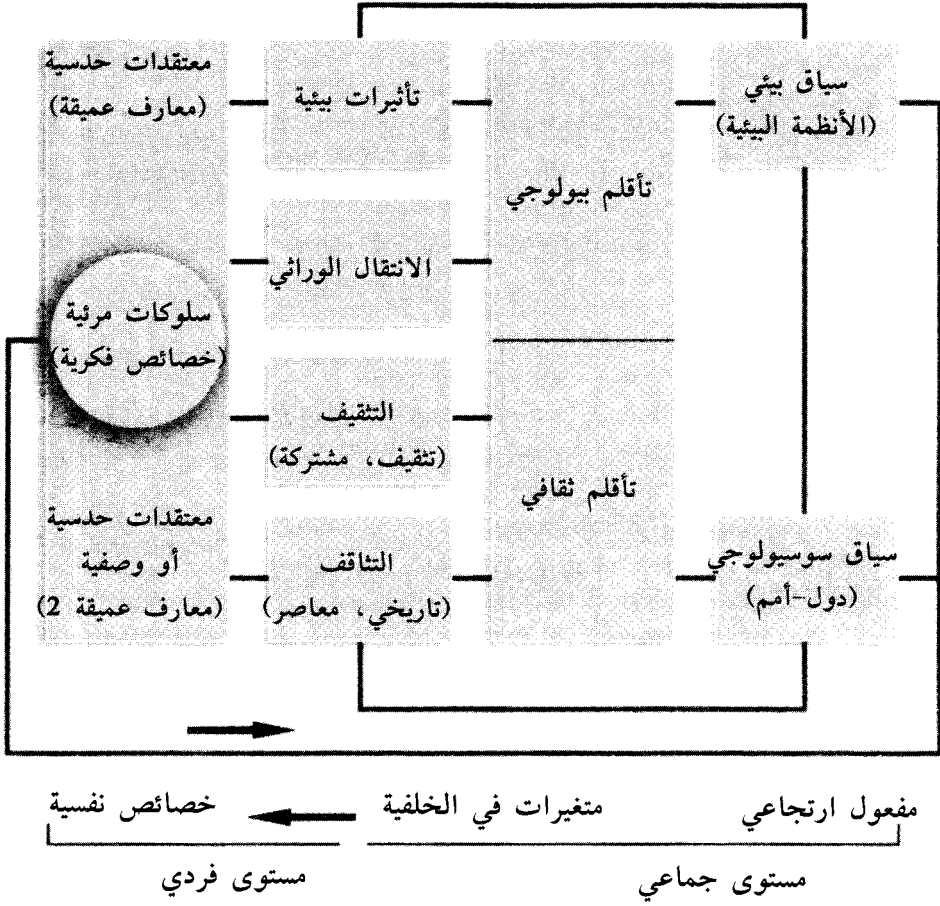 سياق بيئي
(الأنظمة البيئية)
سياق سوسيولوجي
(دول-أمم)
تأقلم بيولوجي
تأقلم ثقافي
تأثيرات بيئية
الانتقال الوراثي
التثقيف
(تثقيف، مشتركة)
التثاقف
(تاريخي، معاصر)
معتقدات حدسية
(معارف عميقة)
سلوكات مرئية
(خصائص فكرية)
معتقدات حدسية
أو وصفية
(معارف عميقة 2)
مفعول ارتجاعي
متغيرات في الخلفية
خصائص نفسية
مستوى جماعي
مستوى فردي